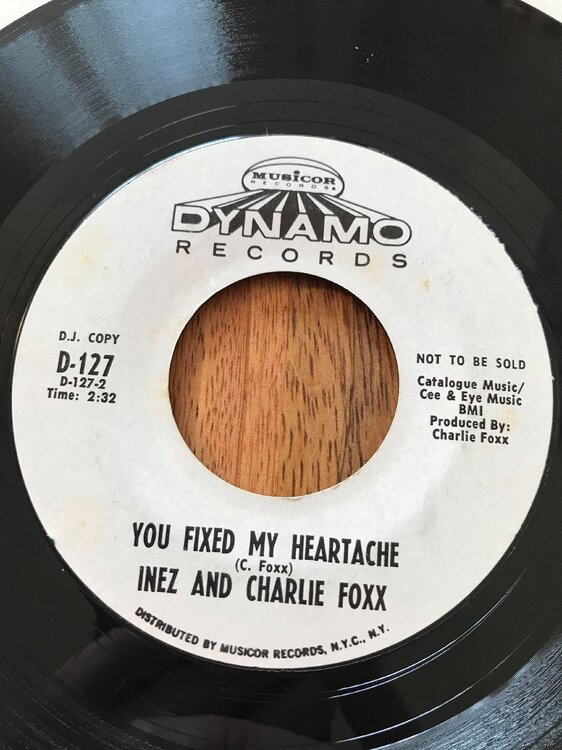 MUSICOR
RECORDS®
DYNAMO
RECORDS
D.J. COPY
D-127
D-127-2
Time: 2:32
NOT TO BE SOLD
Catalogue Music/
Cee & Eye Music
BMI
Produced By:
Charlie Foxx
YOU FIXED MY HEARTACHE
(C. Foxx)
INEZ AND CHARLIE FOXX
DISTRIBUTED BY MUSICOR RECORDS, N.Y.C., N.Y.